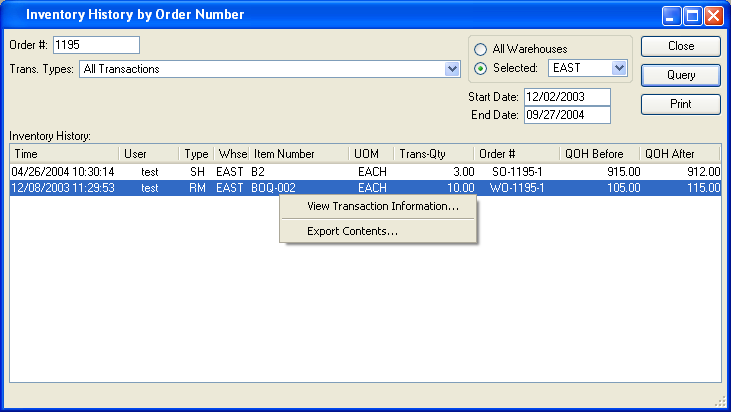 Inventory History by Order Number
Order #: 1195
Trans. Types: All Transactions
All Warehouses
Selected: EAST
Start Date: 12/02/2003
End Date: 09/27/2004
Close
Query
Print
Inventory History:
Time User Type Whse Item Number UOM Trans-Qty Order # QOH Before QOH After
04/26/2004 10:30:14 test SH EAST B2 EACH 3.00 SO-1195-1 915.00 912.00
12/08/2003 11:29:53 test RM EAST BOQ-002 EACH 10.00 WO-1195-1 105.00 115.00
View Transaction Information...
Export Contents...